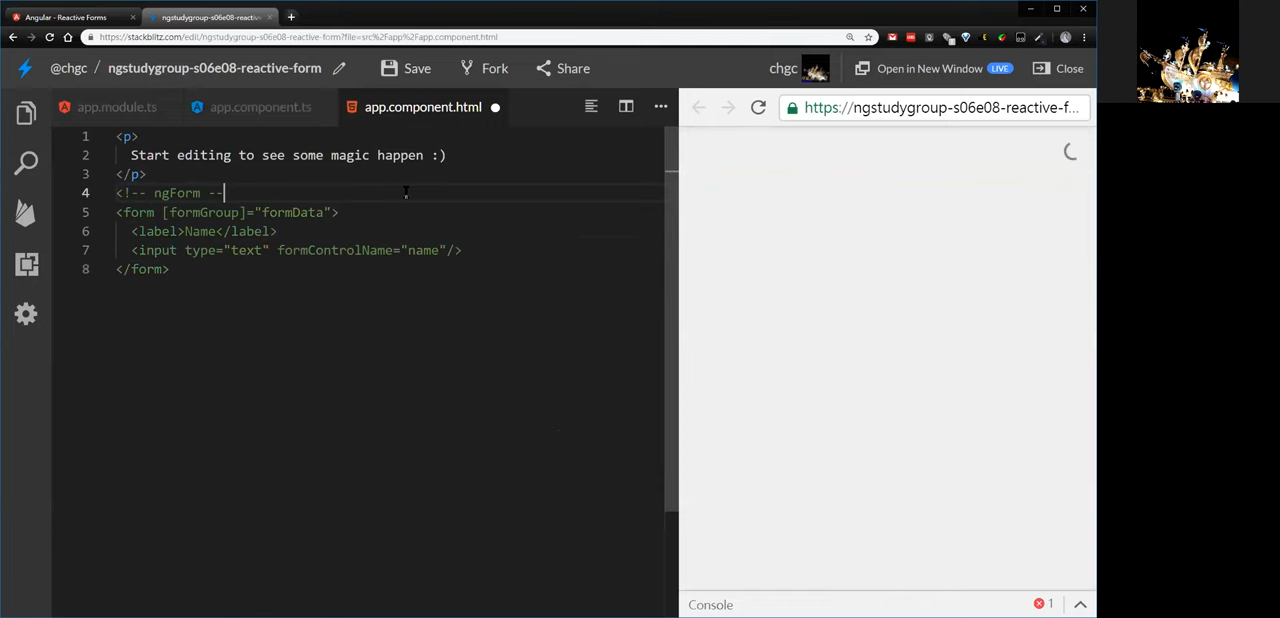 Angular - Reactive Forms
ngstudygroup-s06e08-reactive-
https://stackblitz.com/edit/ngstudygroup-s06e08-reactive-form?file=src%2Fapp%2Fapp.component.html
@chgc / ngstudygroup-s06e08-reactive-form Save Fork Share chgc Open in New Window LIVE Close
app.module.ts app.component.ts app.component.html https://ngstudygroup-s06e08-reactive-f...
1 <p>
2 Start editing to see some magic happen :)
3 </p>
4 <!-- ngForm --
5 <form [formGroup]="formData">
6 <label>Name</label>
7 <input type="text" formControlName="name"/>
8 </form>
Console 1